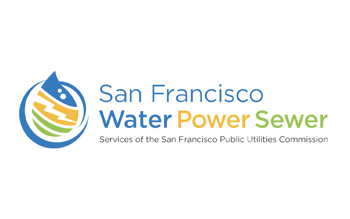 San Francisco
Water Power Sewer
Services of the San Francisco Public Utilities Commission